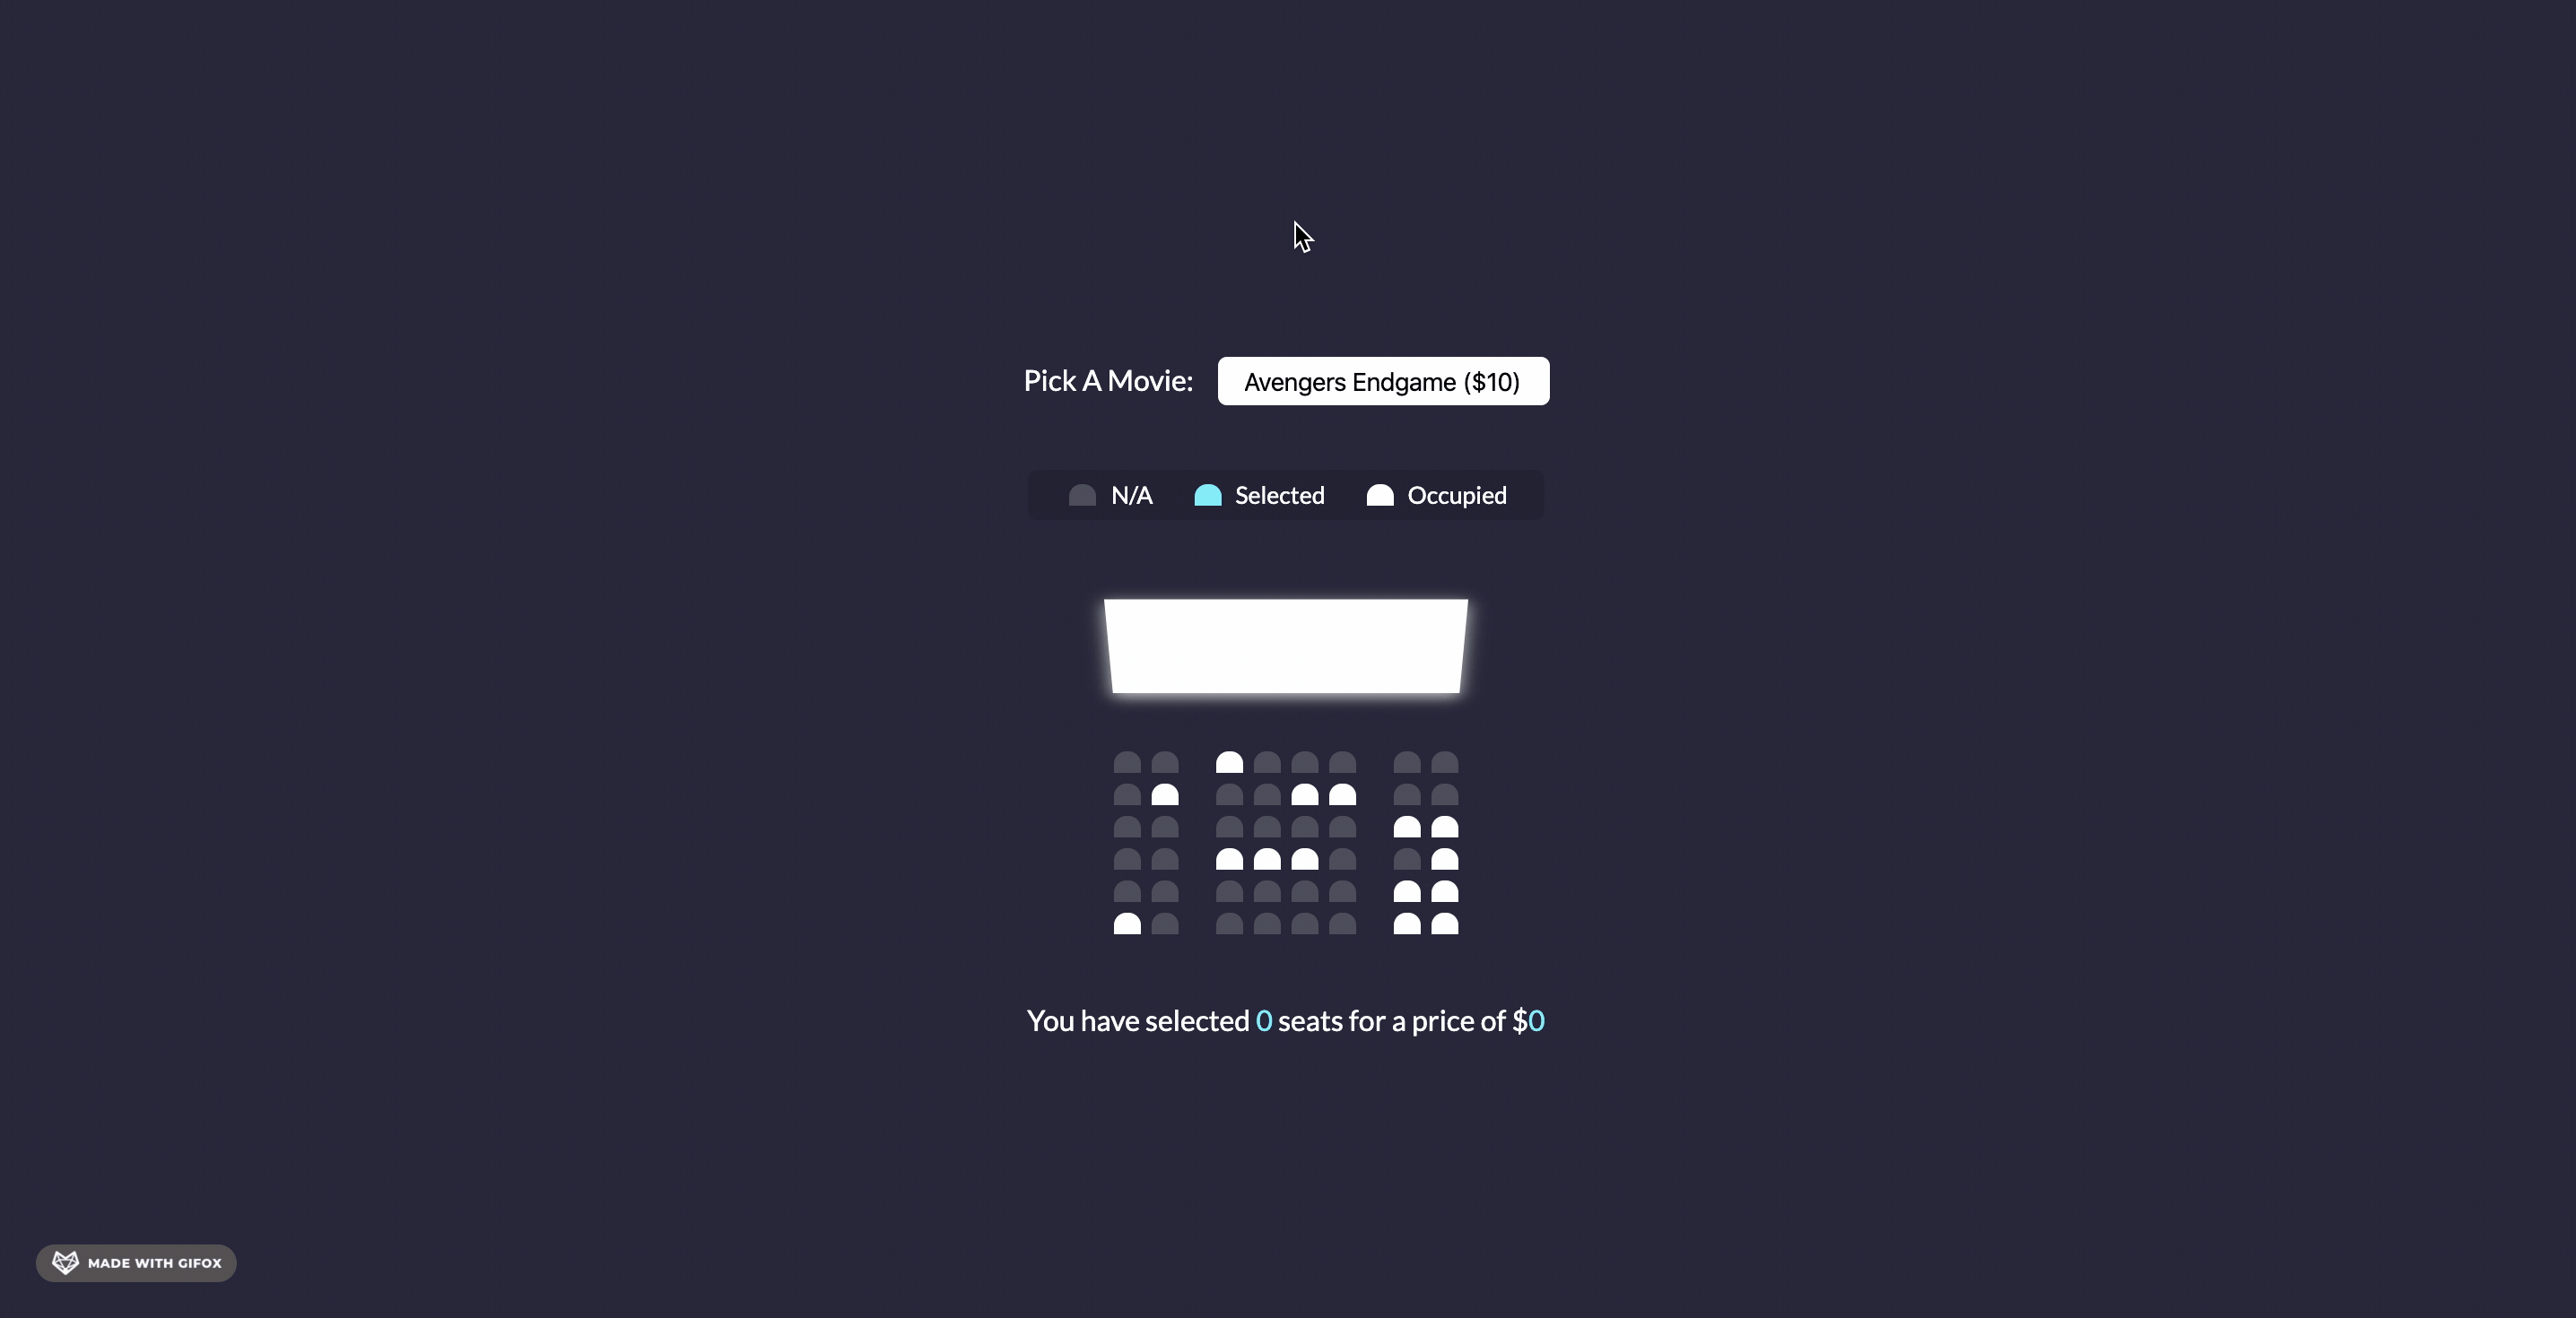 Pick A Movie: Avengers Endgame ($10)
N/A Selected Occupied
You have selected 0 seats for a price of $0
MADE WITH GIFOX